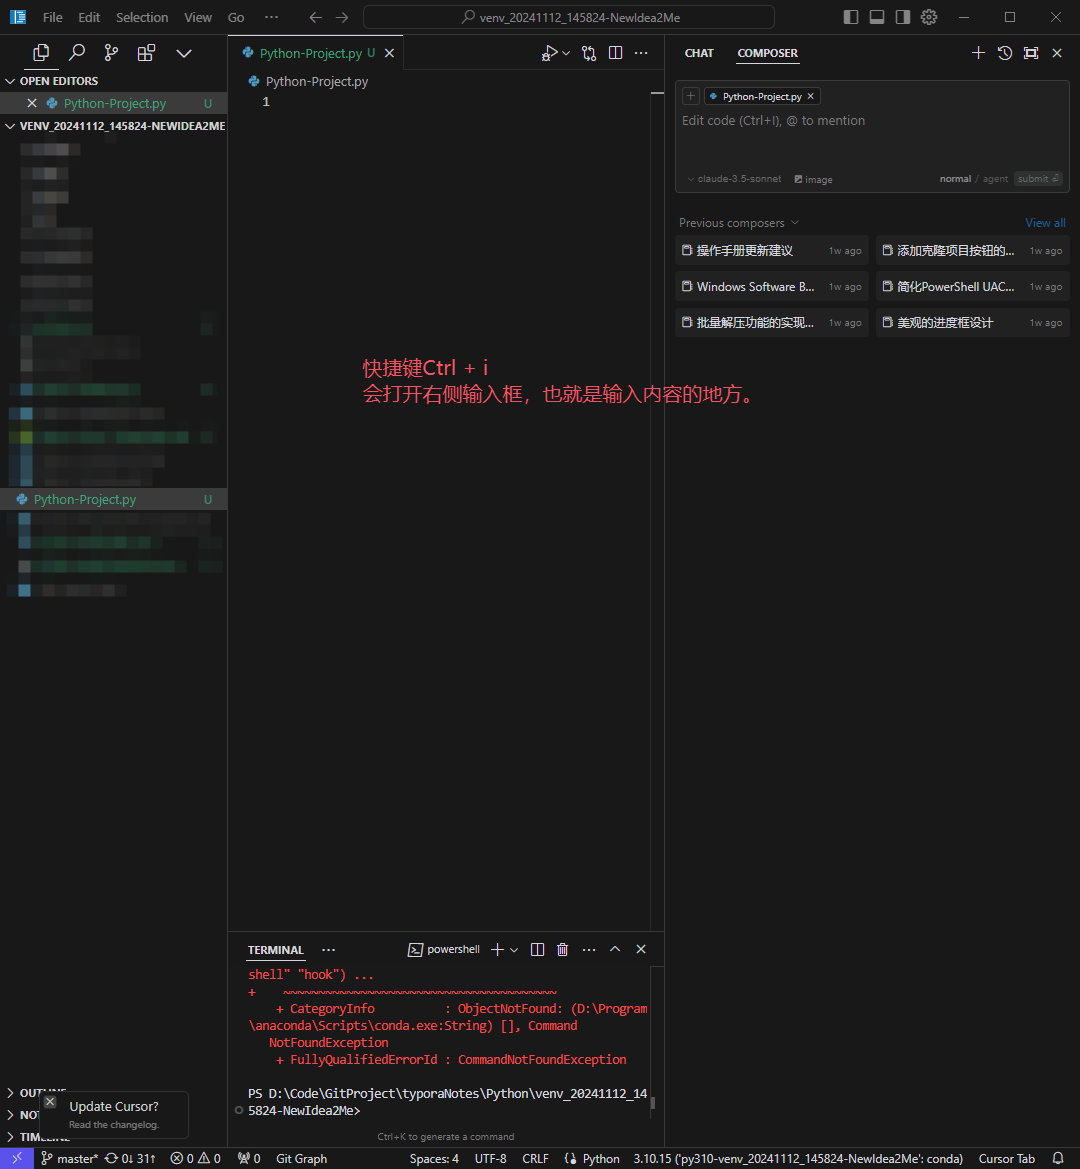 File Edit Selection View Go ··· venv_20241112_145824-NewIdea2Me
OPEN EDITORS
Python-Project.py U
VENV_20241112_145824-NEWIDEA2ME
Python-Project.py U
OUTLINE
NO
TIMELINE
Update Cursor?
Read the changelog.
Python-Project.py U
Python-Project.py
1
快捷键Ctrl + i
会打开右侧输入框，也就是输入内容的地方。
TERMINAL ··· powershell
shell" "hook") ...
+ ~~~~~~~~~~~~~~~~~~~~~~~~~~~~~~~~~~~~~~~
+ CategoryInfo : ObjectNotFound: (D:\Program
\anaconda\Scripts\conda.exe:String) [], Command
NotFoundException
+ FullyQualifiedErrorId : CommandNotFoundException
PS D:\Code\GitProject\typoraNotes\Python\venv_20241112_14
5824-NewIdea2Me>
Ctrl+K to generate a command
CHAT COMPOSER
+ Python-Project.py
Edit code (Ctrl+I), @ to mention
claude-3.5-sonnet image normal / agent submit
Previous composers View all
操作手册更新建议 1w ago 添加克隆项目按钮的... 1w ago
Windows Software B... 1w ago 简化PowerShell UAC... 1w ago
批量解压功能的实现... 1w ago 美观的进度框设计 1w ago
master* 0↓ 31↑ 0 0 0 Git Graph Spaces: 4 UTF-8 CRLF Python 3.10.15 ('py310-venv_20241112_145824-NewIdea2Me': conda) Cursor Tab